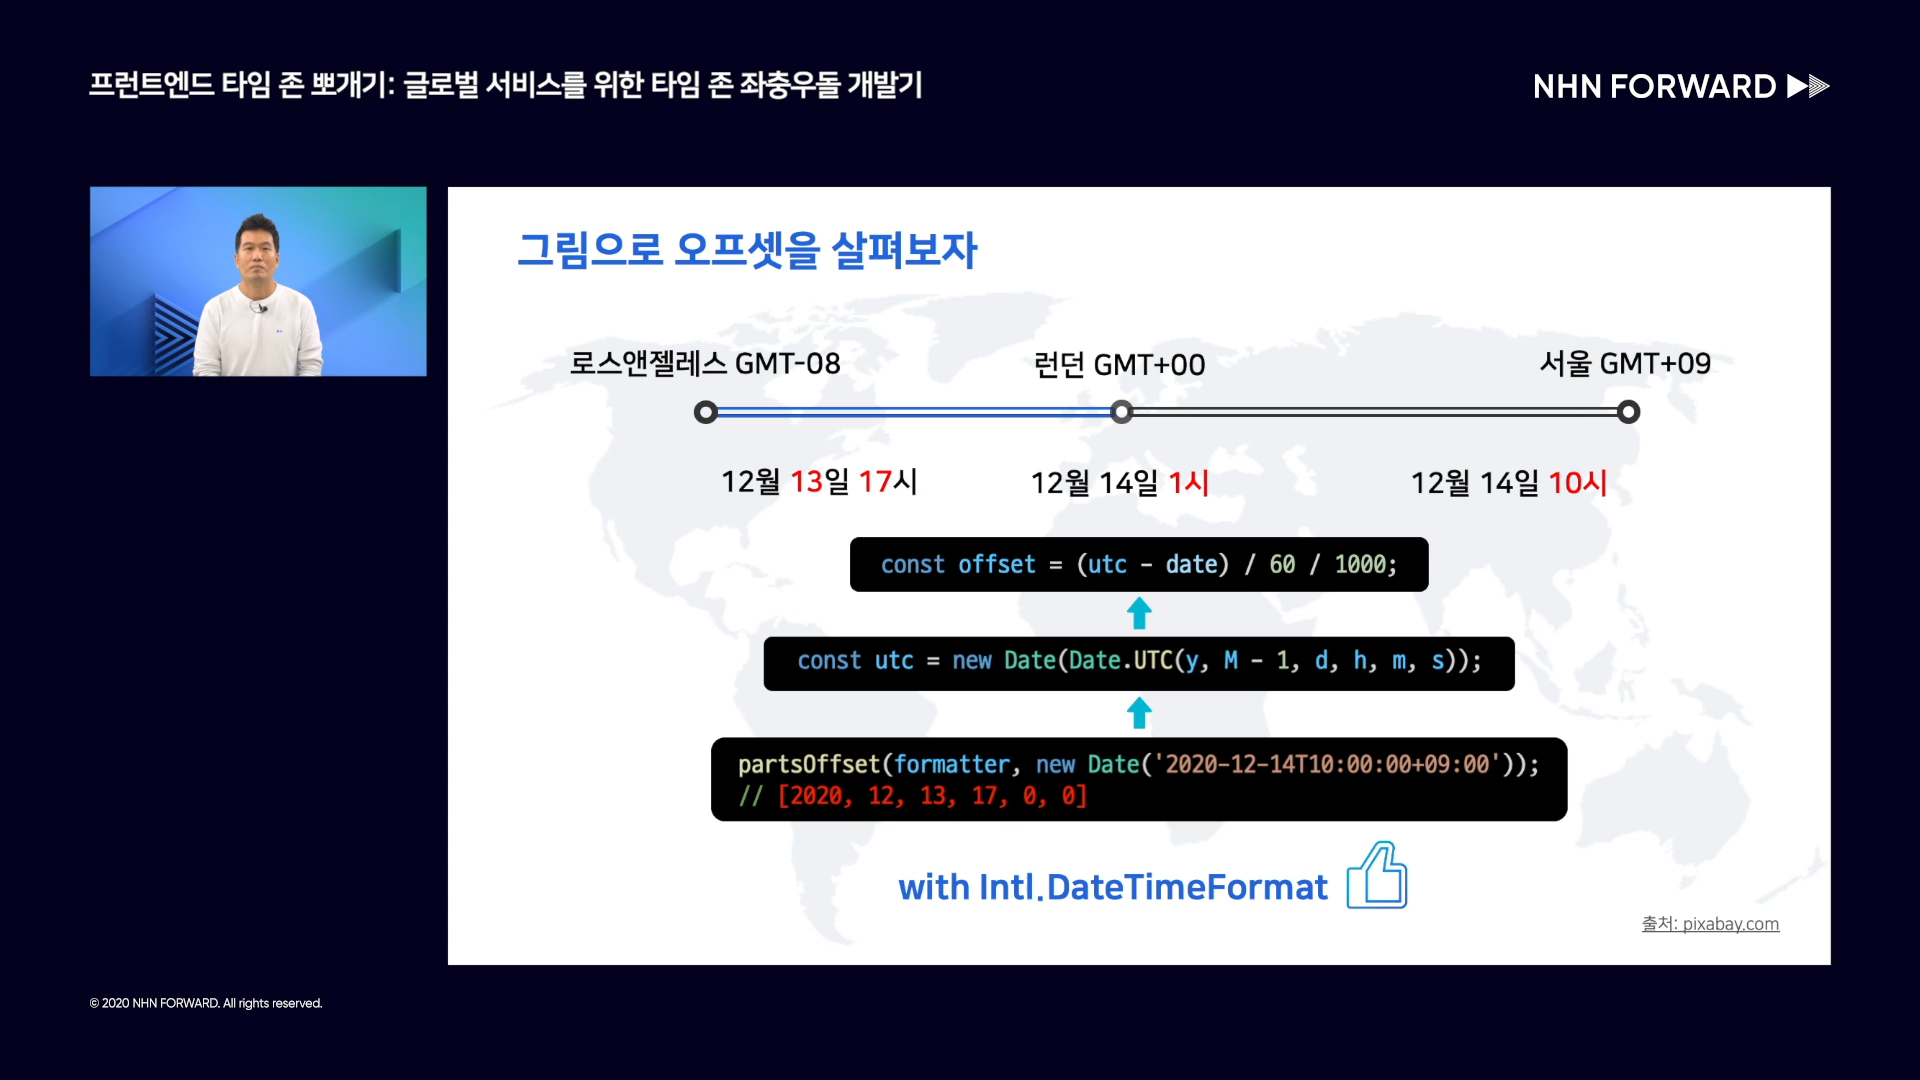 프런트엔드 타임 존 뽀개기: 글로벌 서비스를 위한 타임 존 좌충우돌 개발기
NHN FORWARD
그림으로 오프셋을 살펴보자
로스앤젤레스 GMT-08
런던 GMT+00
서울 GMT+09
12월 13일 17시
12월 14일 1시
12월 14일 10시
const offset = (utc - date) / 60 / 1000;
const utc = new Date(Date.UTC(y, M - 1, d, h, m, s));
partsOffset(formatter, new Date('2020-12-14T10:00:00+09:00'));
// [2020, 12, 13, 17, 0, 0]
with Intl.DateTimeFormat
출처: pixabay.com
© 2020 NHN FORWARD. All rights reserved.